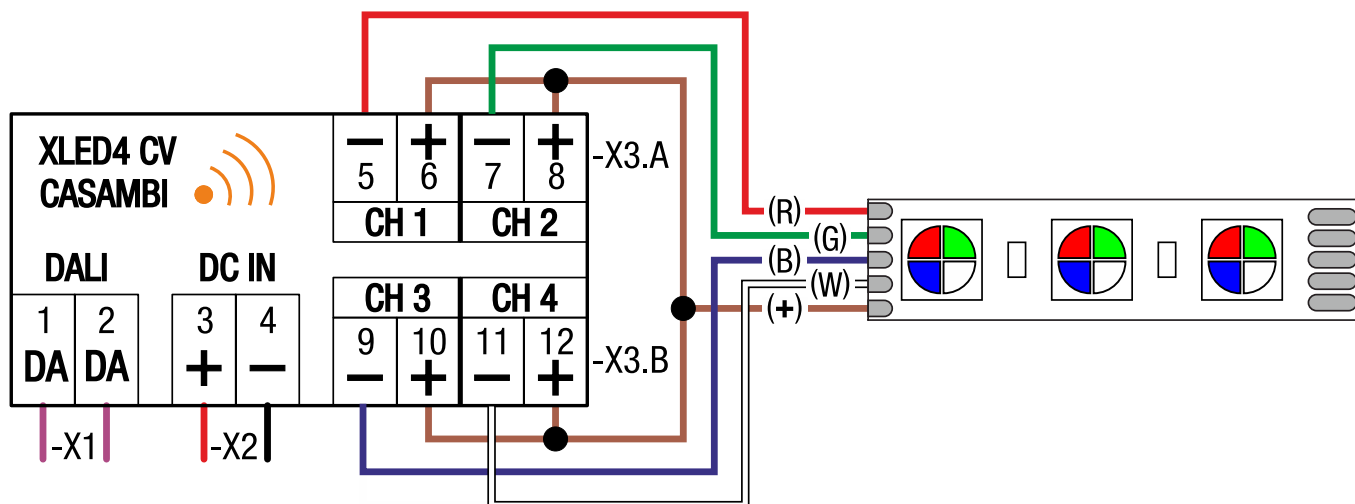 XLED4 CV
CASAMBI
− + − +
5 6 7 8
-X3.A
CH 1 CH 2
DALI DC IN
CH 3 CH 4
1 2 3 4
DA DA + −
9 10 11 12
− + − +
-X3.B
-X1 -X2
(R)
(G)
(B)
(W)
(+)